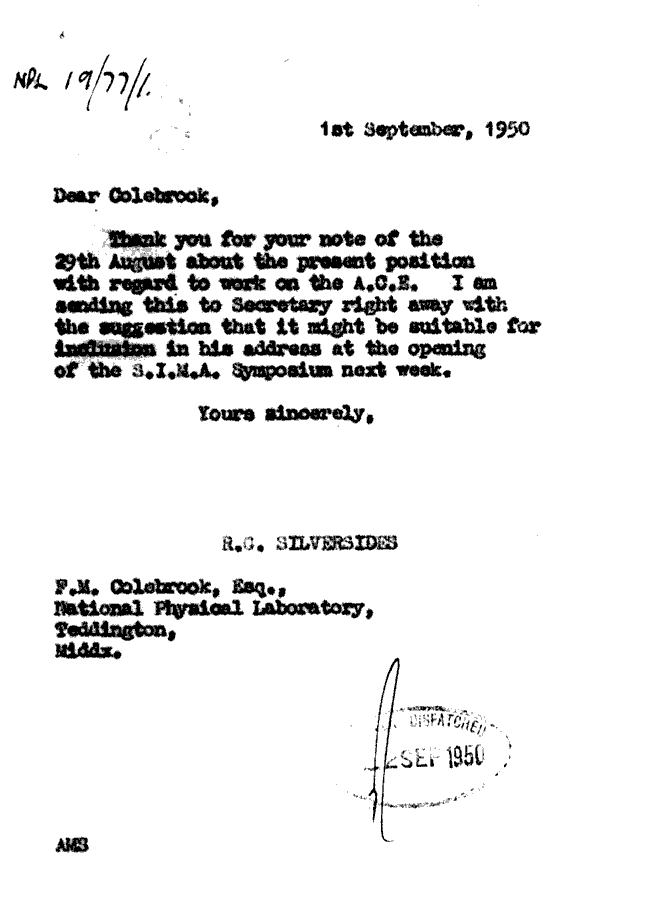 NPL 19/77/1.
1st September, 1950
Dear Colebrook,
Thank you for your note of the
29th August about the present position
with regard to work on the A.C.E. I am
sending this to Secretary right away with
the suggestion that it might be suitable for
inclusion in his address at the opening
of the S.I.M.A. Symposium next week.
Yours sincerely,
R.G. SILVERSIDES
F.M. Colebrook, Esq.,
National Physical Laboratory,
Teddington,
Middx.
DISPATCHED
2 SEP 1950
AMS